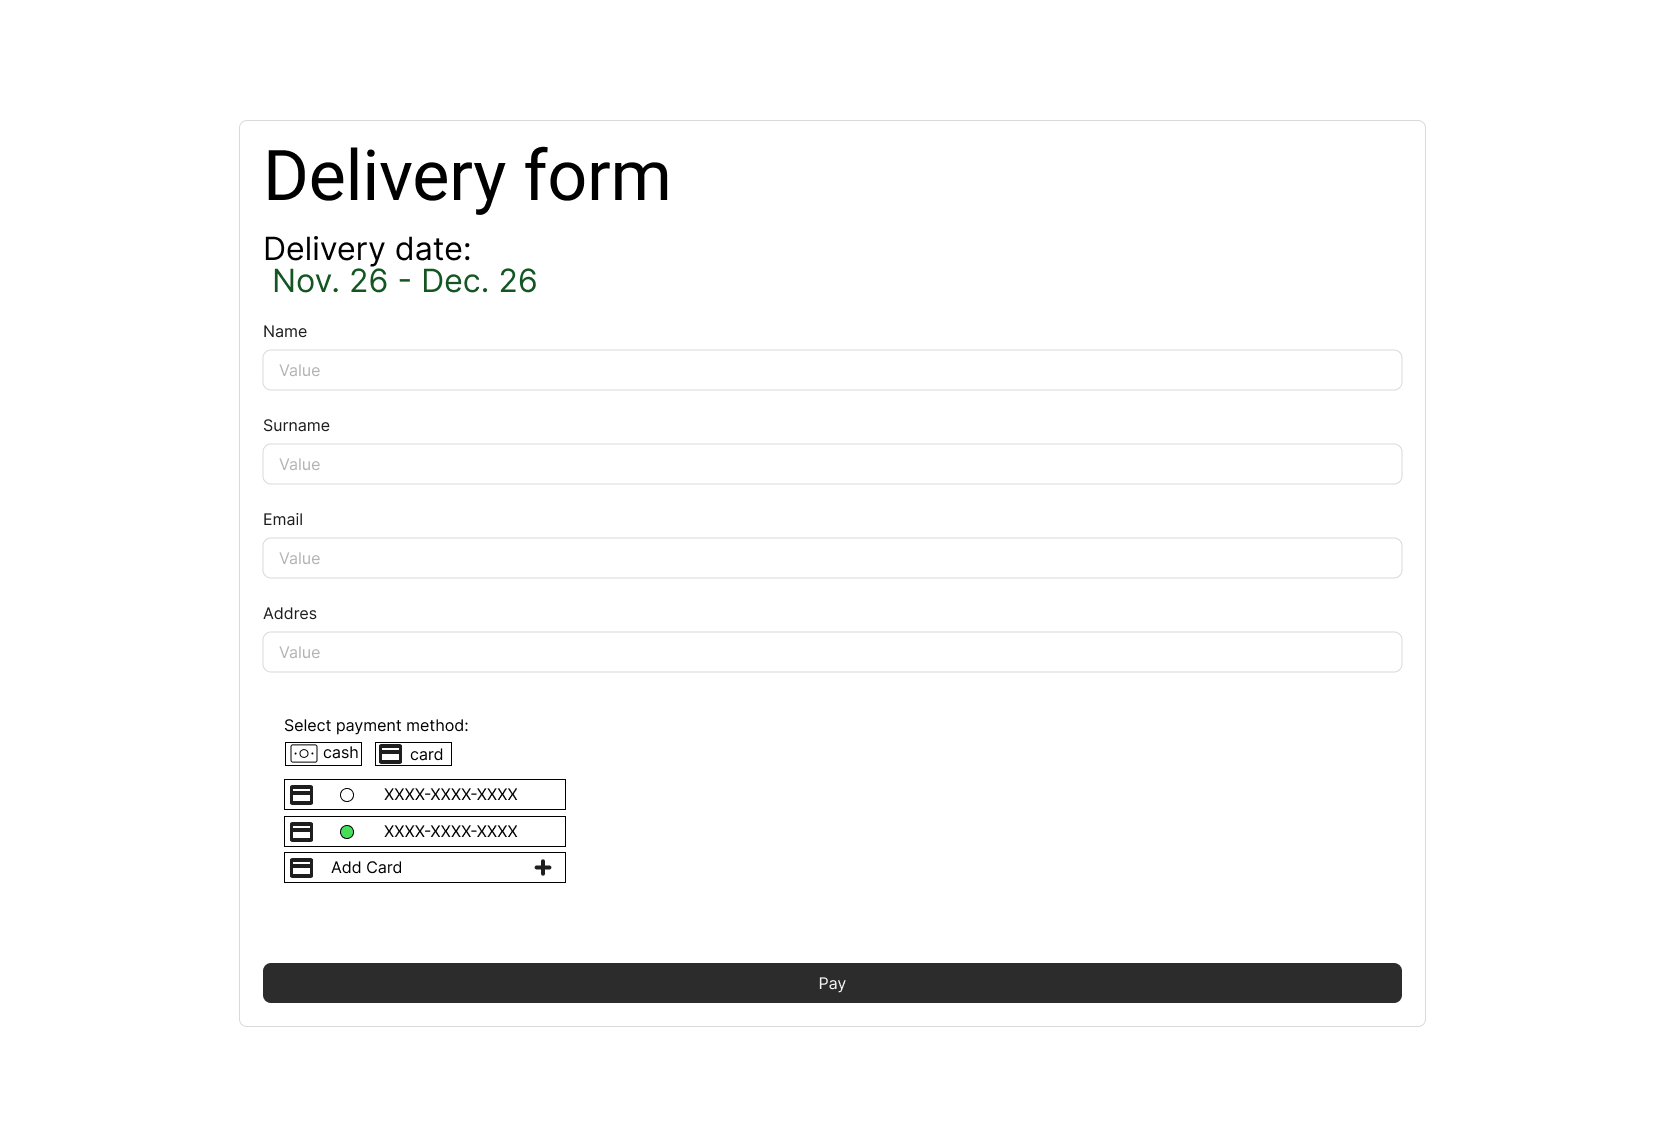 Delivery form
Delivery date:
Nov. 26 - Dec. 26
Name
Value
Surname
Value
Email
Value
Addres
Value
Select payment method:
cash card
XXXX-XXXX-XXXX
XXXX-XXXX-XXXX
Add Card
Pay